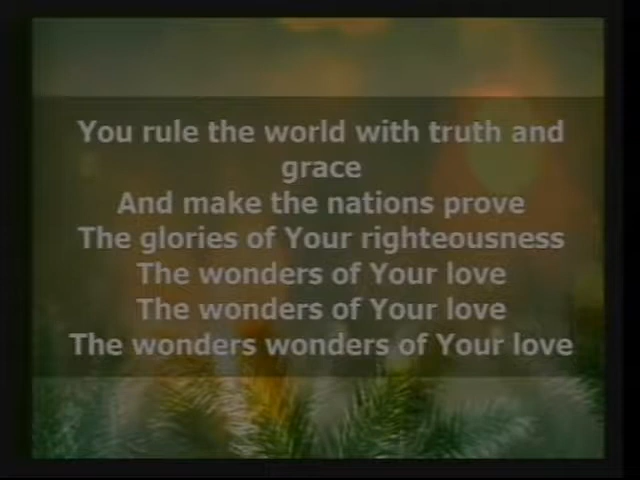 You rule the world with truth and
grace
And make the nations prove
The glories of Your righteousness
The wonders of Your love
The wonders of Your love
The wonders wonders of Your love